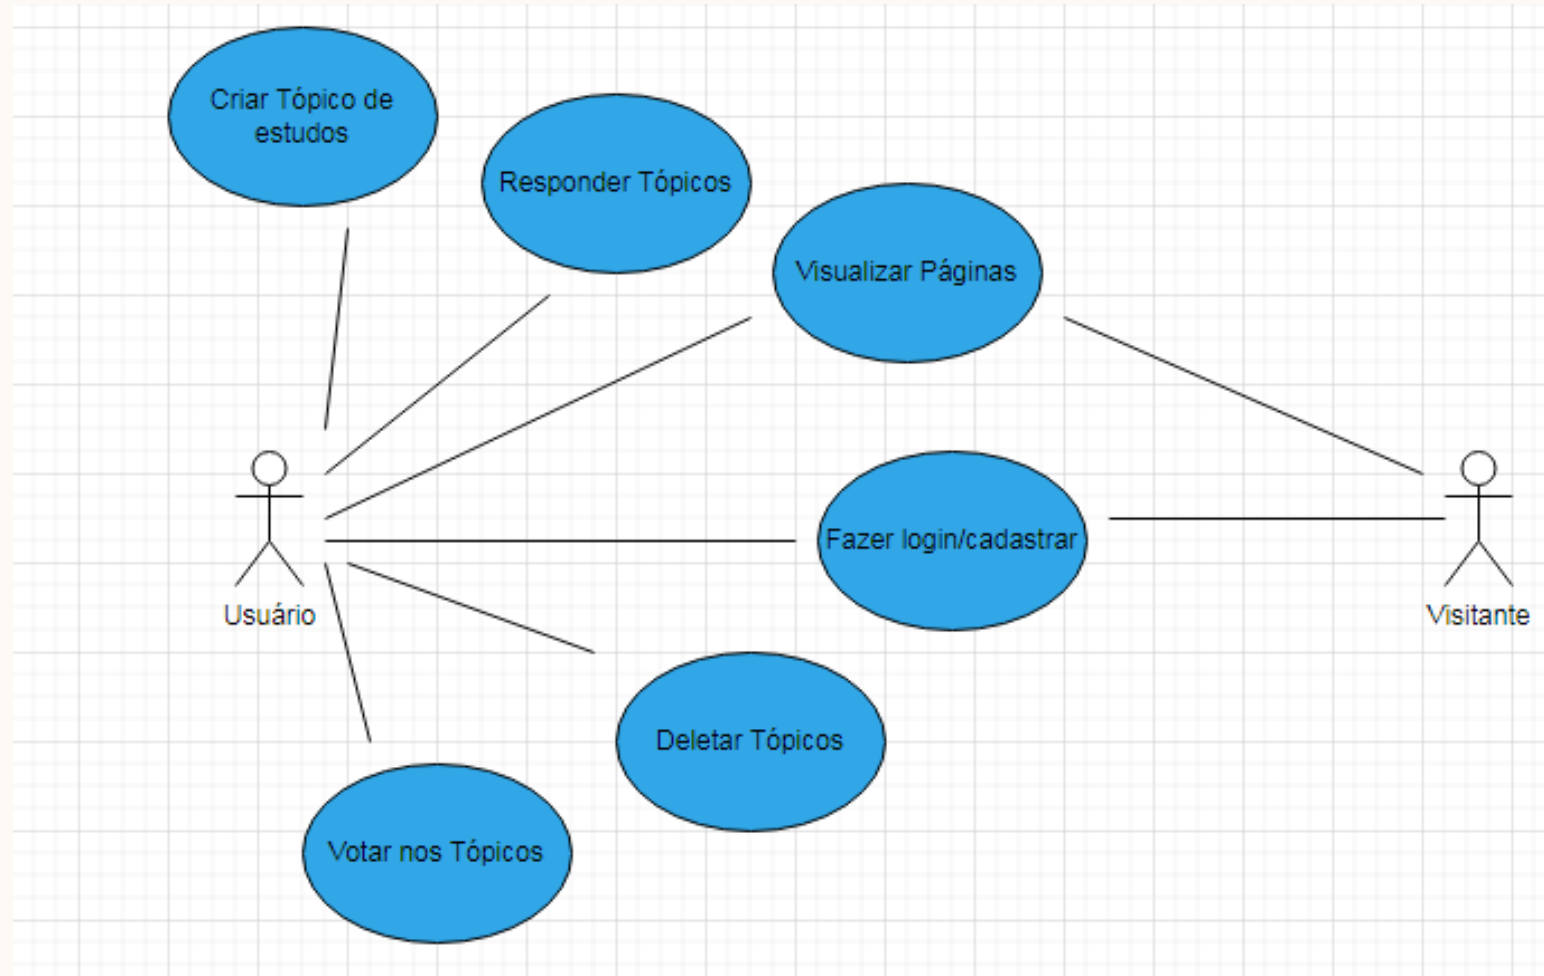 Criar Tópico de
estudos
Responder Tópicos
Visualizar Páginas
Fazer login/cadastrar
Usuário
Visitante
Deletar Tópicos
Votar nos Tópicos